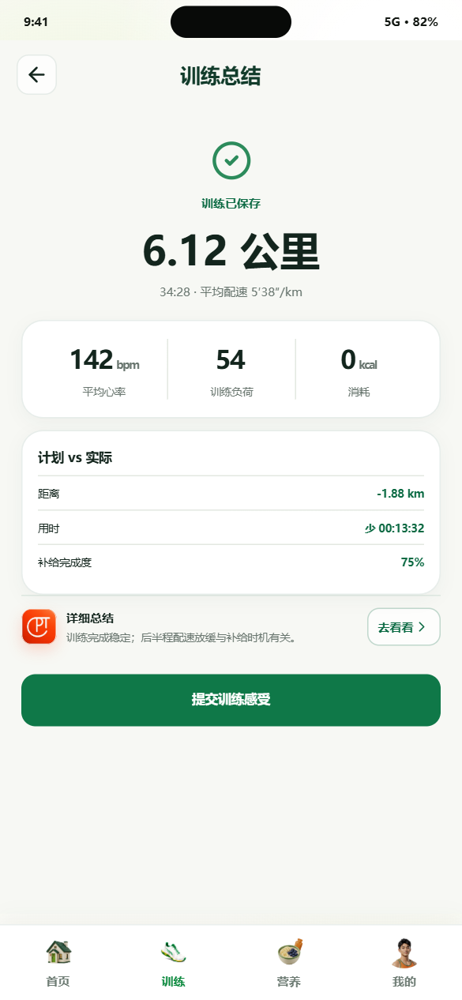 9:41
5G • 82%
训练总结
训练已保存
6.12 公里
34:28 · 平均配速 5'38"/km
142 bpm
54
0 kcal
平均心率
训练负荷
消耗
计划 vs 实际
距离
-1.88 km
用时
少 00:13:32
补给完成度
75%
CPT
详细总结
训练完成稳定；后半程配速放缓与补给时机有关。
去看看
提交训练感受
首页
训练
营养
我的